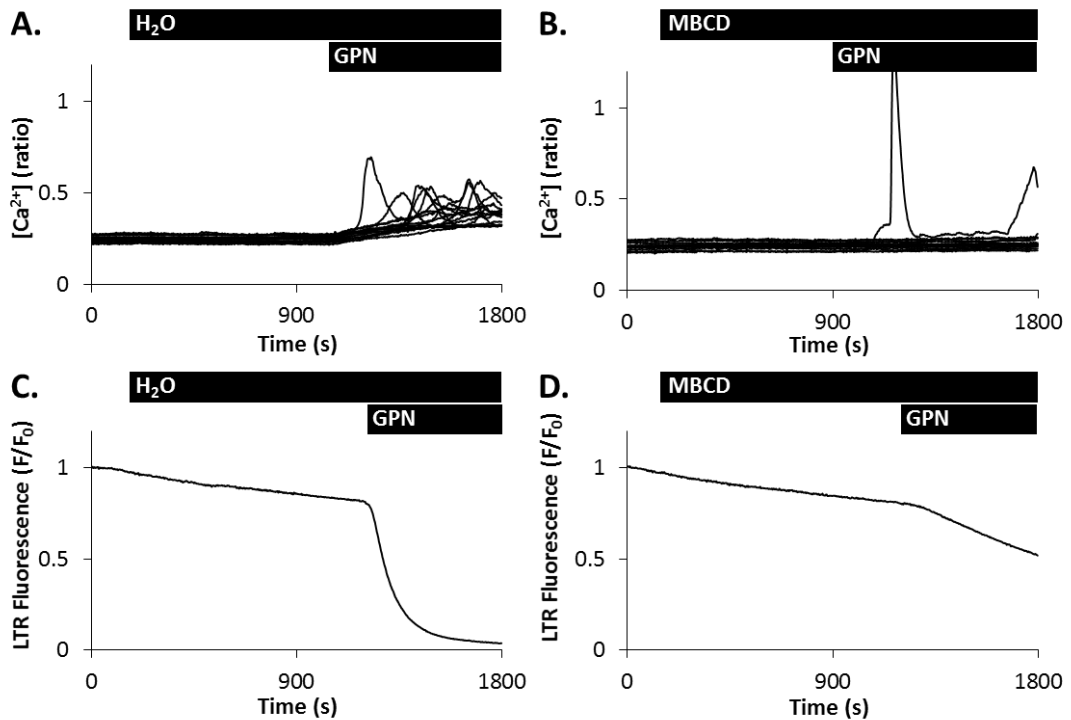 A.
H₂O
GPN
[Ca²⁺] (ratio)
1
0.5
0
0
900
1800
Time (s)
B.
MBCD
GPN
[Ca²⁺] (ratio)
1
0.5
0
0
900
1800
Time (s)
C.
H₂O
GPN
LTR Fluorescence (F/F₀)
1
0.5
0
0
900
1800
Time (s)
D.
MBCD
GPN
LTR Fluorescence (F/F₀)
1
0.5
0
0
900
1800
Time (s)